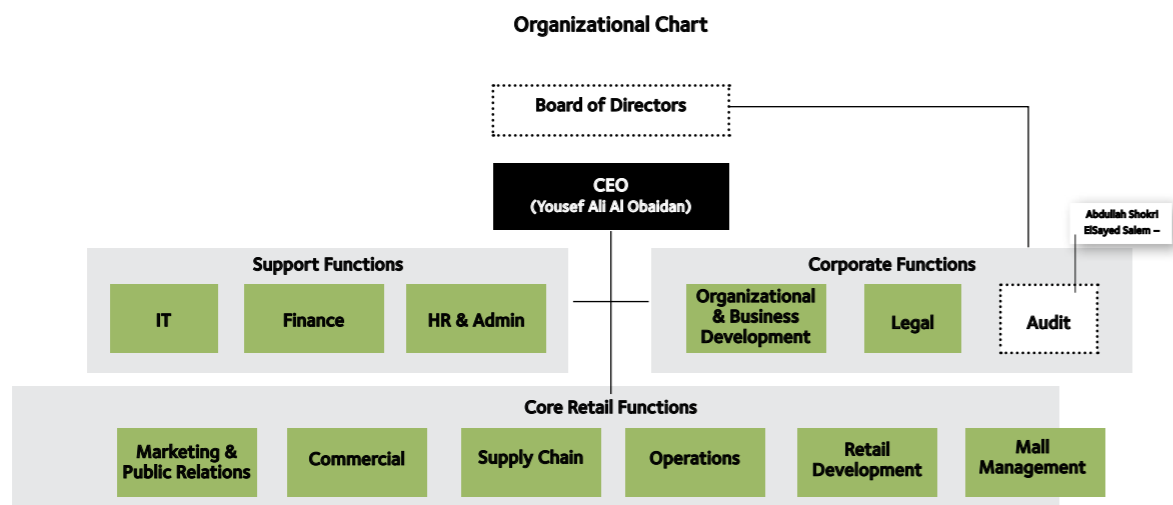 Organizational Chart
Board of Directors
CEO
(Yousef Ali Al Obaidan)
Abdullah Shokri
ElSayed Salem –
Support Functions
IT
Finance
HR & Admin
Corporate Functions
Organizational
& Business
Development
Legal
Audit
Core Retail Functions
Marketing &
Public Relations
Commercial
Supply Chain
Operations
Retail
Development
Mall
Management